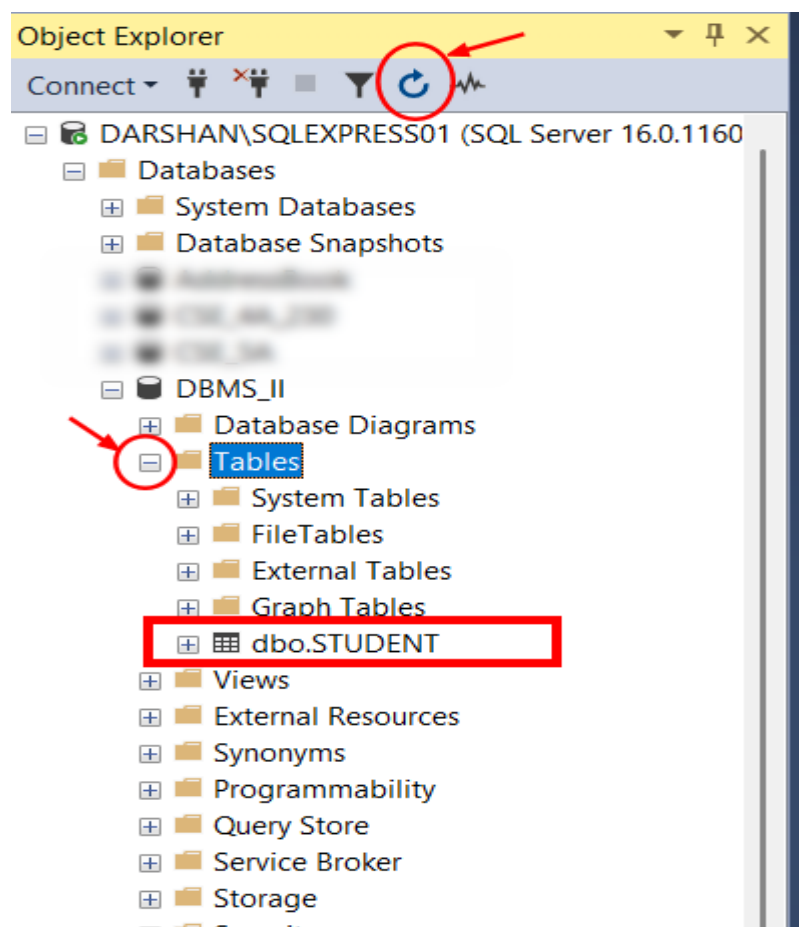 Object Explorer
Connect
DARSHAN\SQLEXPRESS01 (SQL Server 16.0.1160
Databases
System Databases
Database Snapshots
DBMS_II
Database Diagrams
Tables
System Tables
FileTables
External Tables
Graph Tables
dbo.STUDENT
Views
External Resources
Synonyms
Programmability
Query Store
Service Broker
Storage